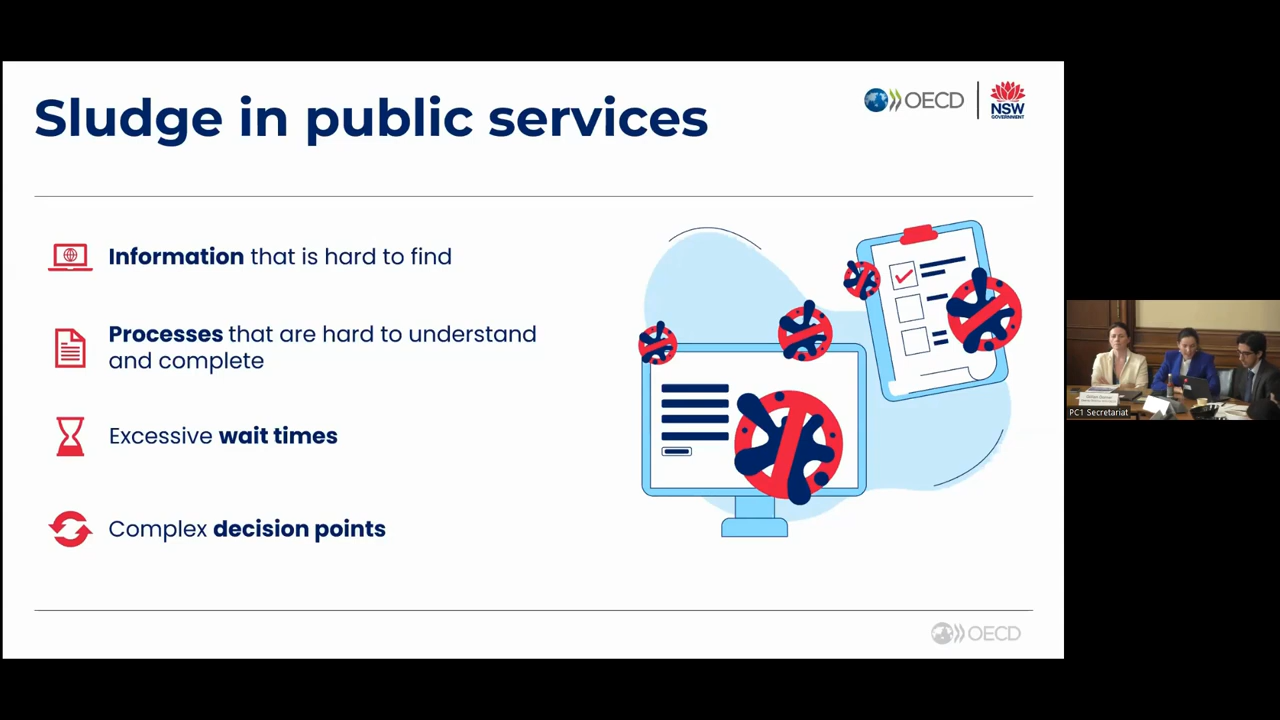 Sludge in public services
OECD
NSW
GOVERNMENT
Information that is hard to find
Processes that are hard to understand
and complete
Excessive wait times
Complex decision points
OECD
PC1 Secretariat